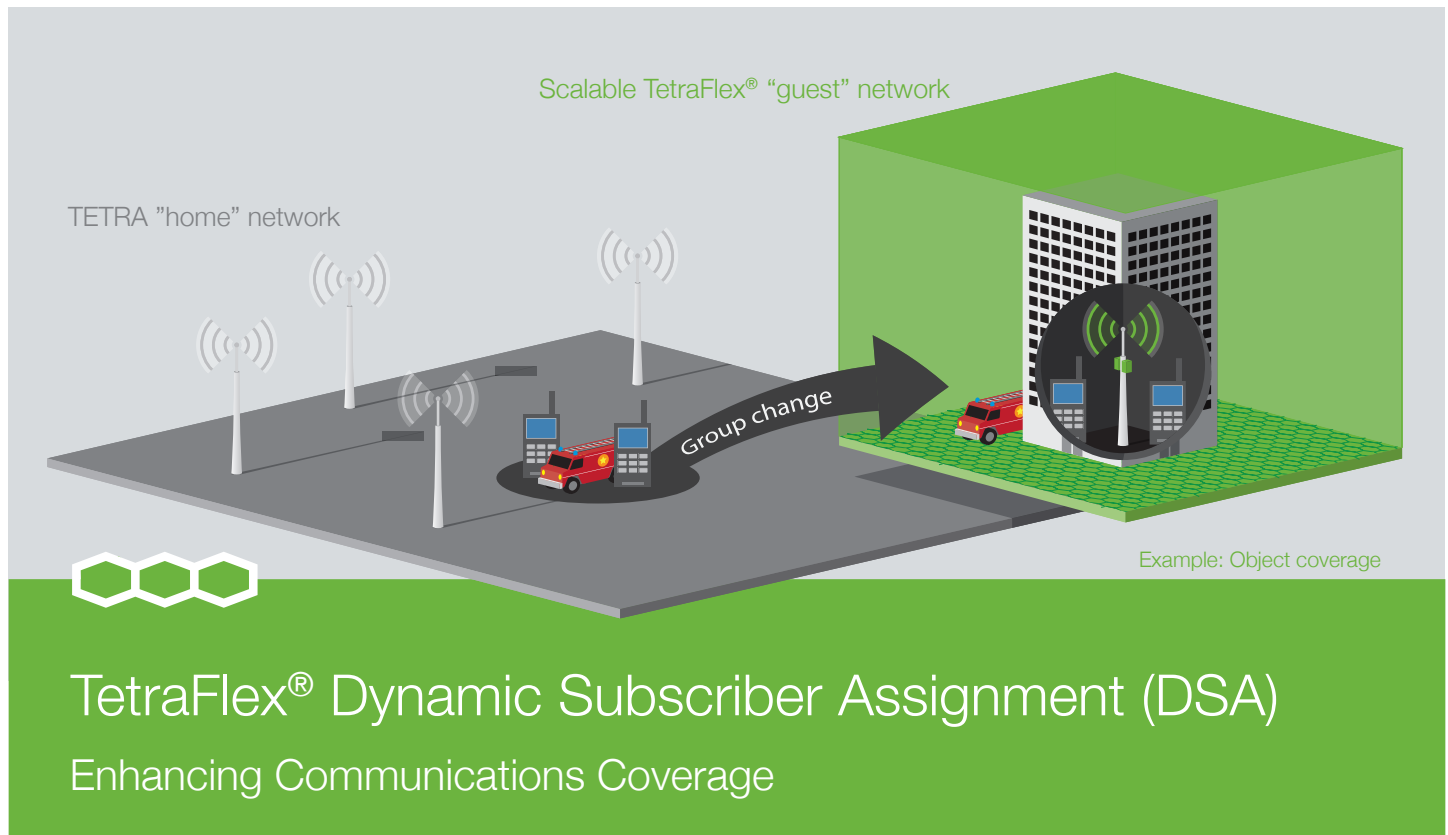 Scalable TetraFlex® “guest” network
TETRA ”home” network
Group change
Example: Object coverage
TetraFlex® Dynamic Subscriber Assignment (DSA)
Enhancing Communications Coverage